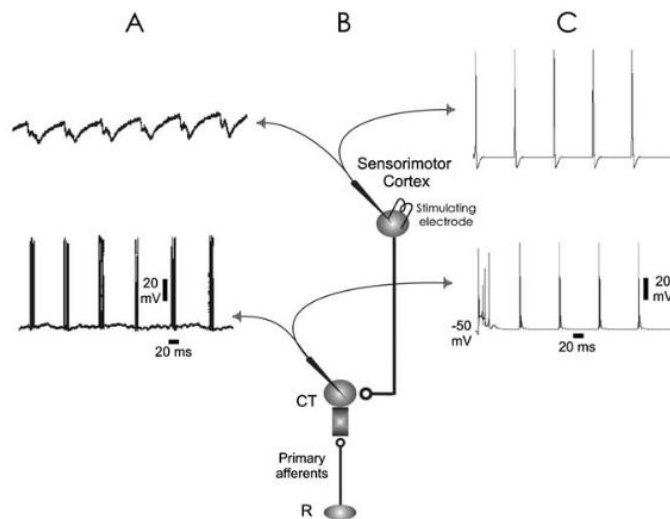 A
B
C
Sensorimotor
Cortex
Stimulating
electrode
20
mV
20 ms
-50
mV
20
mV
20 ms
CT
Primary
afferents
R